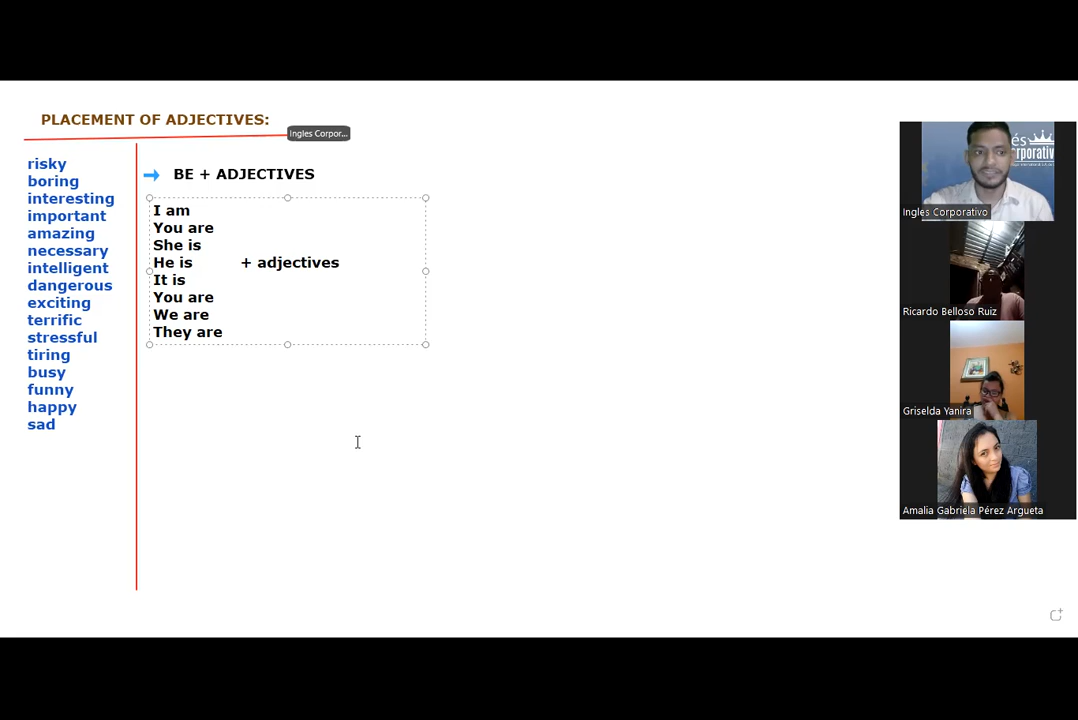 PLACEMENT OF ADJECTIVES:
Ingles Corpor...
risky
boring
interesting
important
amazing
necessary
intelligent
dangerous
exciting
terrific
stressful
tiring
busy
funny
happy
sad
BE + ADJECTIVES
I am
You are
She is
He is + adjectives
It is
You are
We are
They are
és
rporativ
Ingles Corporativo
Ricardo Belloso Ruiz
Griselda Yanira
Amalia Gabriela Pérez Argueta